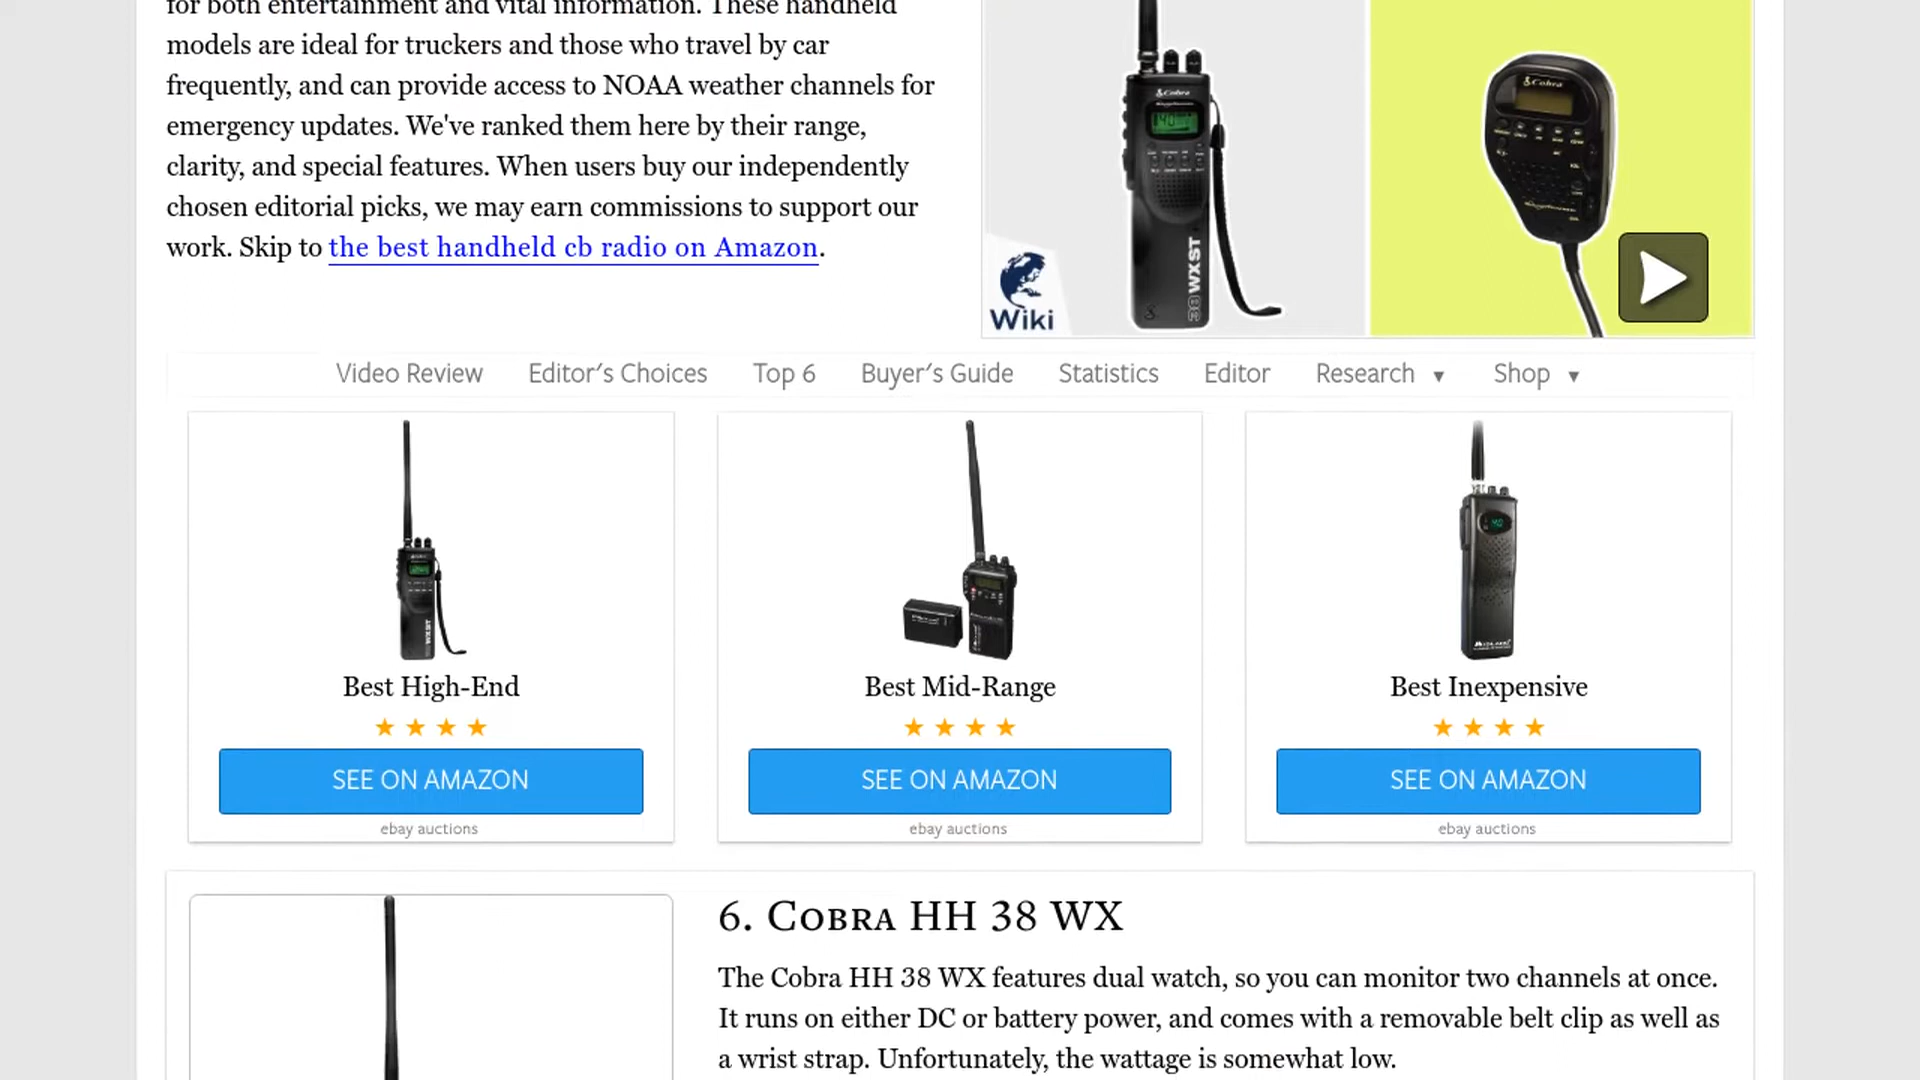 for both entertainment and vital information. These handheld
models are ideal for truckers and those who travel by car
frequently, and can provide access to NOAA weather channels for
emergency updates. We've ranked them here by their range,
clarity, and special features. When users buy our independently
chosen editorial picks, we may earn commissions to support our
work. Skip to the best handheld cb radio on Amazon.
Cobra
38 WXST
Cobra
Wiki
Video Review Editor's Choices Top 6 Buyer's Guide Statistics Editor Research ▼ Shop ▼
WXST
Best High-End
Best Mid-Range
Best Inexpensive
SEE ON AMAZON
SEE ON AMAZON
SEE ON AMAZON
ebay auctions
ebay auctions
ebay auctions
6. Cobra HH 38 WX
The Cobra HH 38 WX features dual watch, so you can monitor two channels at once.
It runs on either DC or battery power, and comes with a removable belt clip as well as
a wrist strap. Unfortunately, the wattage is somewhat low.